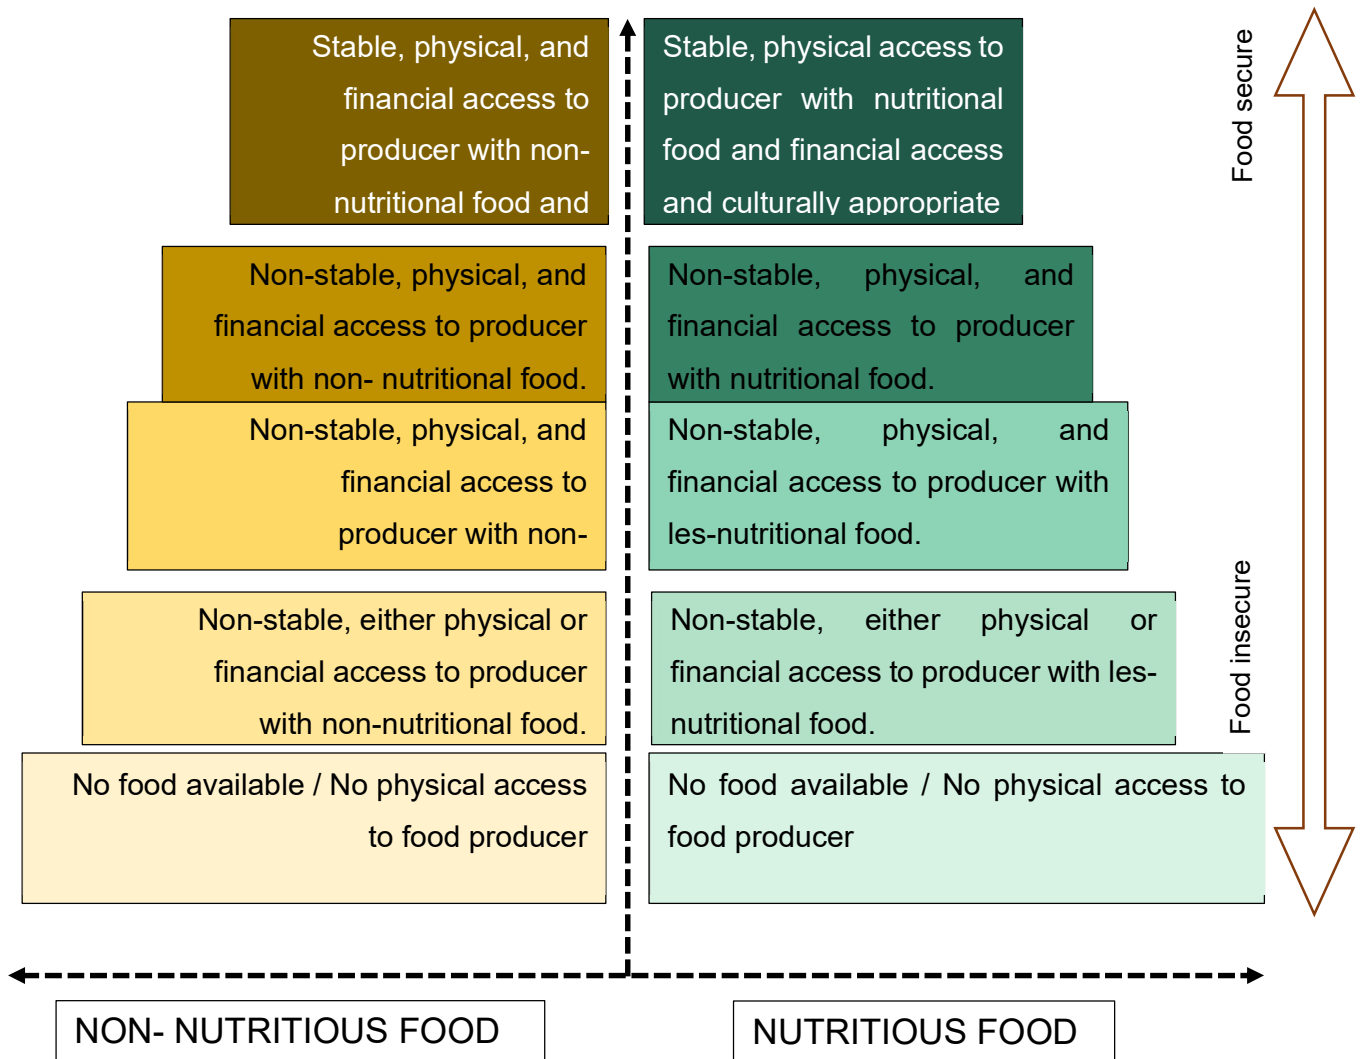 Stable, physical, and
financial access to
producer with non-
nutritional food and
Stable, physical access to
producer with nutritional
food and financial access
and culturally appropriate
Food secure
Non-stable, physical, and
financial access to producer
with non- nutritional food.
Non-stable, physical, and
financial access to producer
with nutritional food.
Non-stable, physical, and
financial access to
producer with non-
Non-stable, physical, and
financial access to producer with
les-nutritional food.
Non-stable, either physical or
financial access to producer
with non-nutritional food.
Non-stable, either physical or
financial access to producer with les-
nutritional food.
Food insecure
No food available / No physical access
to food producer
No food available / No physical access to
food producer
NON- NUTRITIOUS FOOD
NUTRITIOUS FOOD